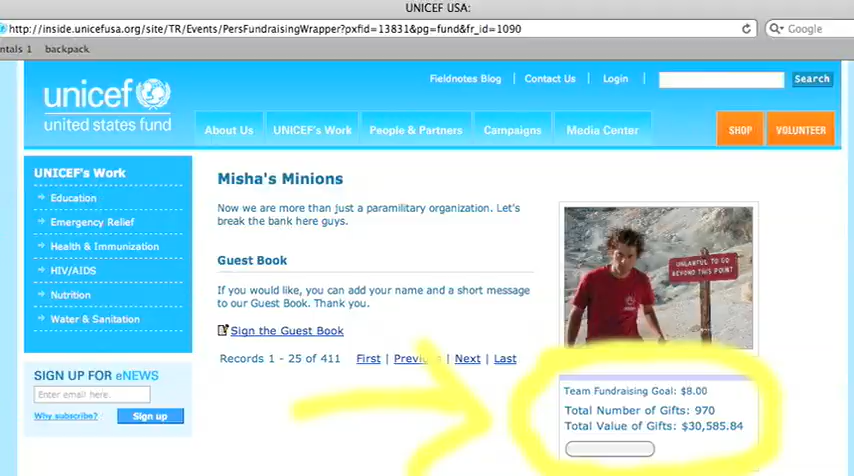 UNICEF USA:
http://inside.unicefusa.org/site/TR/Events/PersFundraisingWrapper?pxfid=13831&pg=fund&fr_id=1090
Google
ntals 1 backpack
Fieldnotes Blog | Contact Us | Login | Search
unicef
united states fund
About Us UNICEF's Work People & Partners Campaigns Media Center SHOP VOLUNTEER
UNICEF's Work
Education
Emergency Relief
Health & Immunization
HIV/AIDS
Nutrition
Water & Sanitation
SIGN UP FOR eNEWS
Enter email here!
Why subscribe? Sign up
Misha's Minions
Now we are more than just a paramilitary organization. Let's
break the bank here guys.
Guest Book
If you would like, you can add your name and a short message
to our Guest Book. Thank you.
Sign the Guest Book
Records 1 - 25 of 411 First | Previous | Next | Last
UNLAWFUL TO GO
BEYOND THIS POINT
Team Fundraising Goal: $8.00
Total Number of Gifts: 970
Total Value of Gifts: $30,585.84